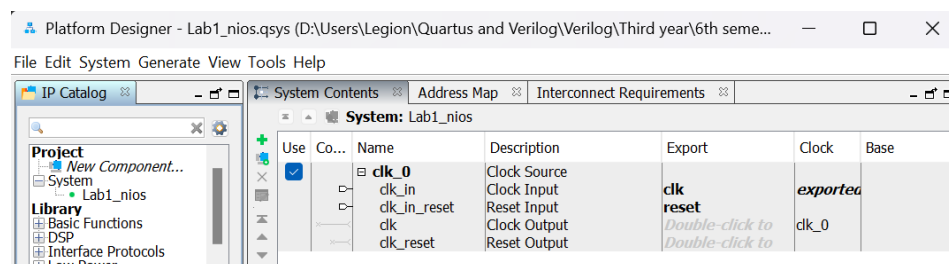 Platform Designer - Lab1_nios.qsys (D:\Users\Legion\Quartus and Verilog\Verilog\Third year\6th seme...
File Edit System Generate View Tools Help
IP Catalog
Project
New Component...
System
Lab1_nios
Library
Basic Functions
DSP
Interface Protocols
System Contents Address Map Interconnect Requirements
System: Lab1_nios
Use Co... Name Description Export Clock Base
clk_0 Clock Source
clk_in Clock Input clk exported
clk_in_reset Reset Input reset
clk Clock Output Double-click to clk_0
clk_reset Reset Output Double-click to